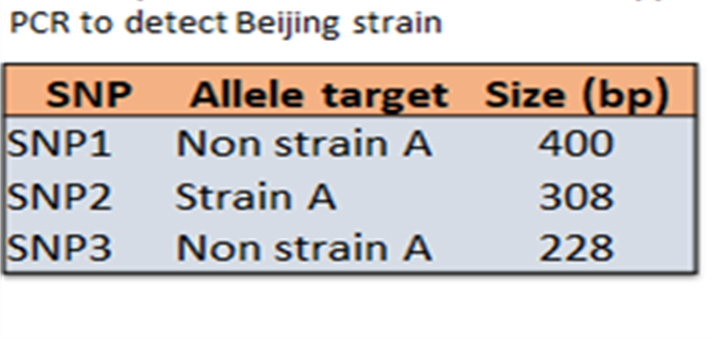 PCR to detect Beijing strain
SNP Allele target Size (bp)
SNP1 Non strain A 400
SNP2 Strain A 308
SNP3 Non strain A 228